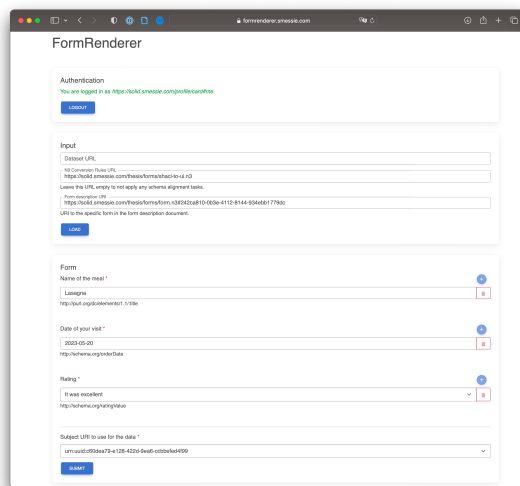 formrenderer.smessie.com
FormRenderer
Authentication
You are logged in as https://solid.smessie.com/profile/card#me.
LOGOUT
Input
Dataset URL
N3 Conversion Rules URL
https://solid.smessie.com/thesis/forms/shacl-to-ui.n3
Leave this URL empty to not apply any schema alignment tasks.
Form description URI
https://solid.smessie.com/thesis/forms/form.n3#242ca810-0b3e-4112-8144-934ebb1779dc
URI to the specific form in the form description document.
LOAD
Form
Name of the meal *
Lasagna
http://purl.org/dc/elements/1.1/title
Date of your visit *
2023-05-20
http://schema.org/orderDate
Rating *
It was excellent
http://schema.org/ratingValue
Subject URI to use for the data *
urn:uuid:c60dea79-e128-422d-9ea6-ccbbefed4f99
SUBMIT